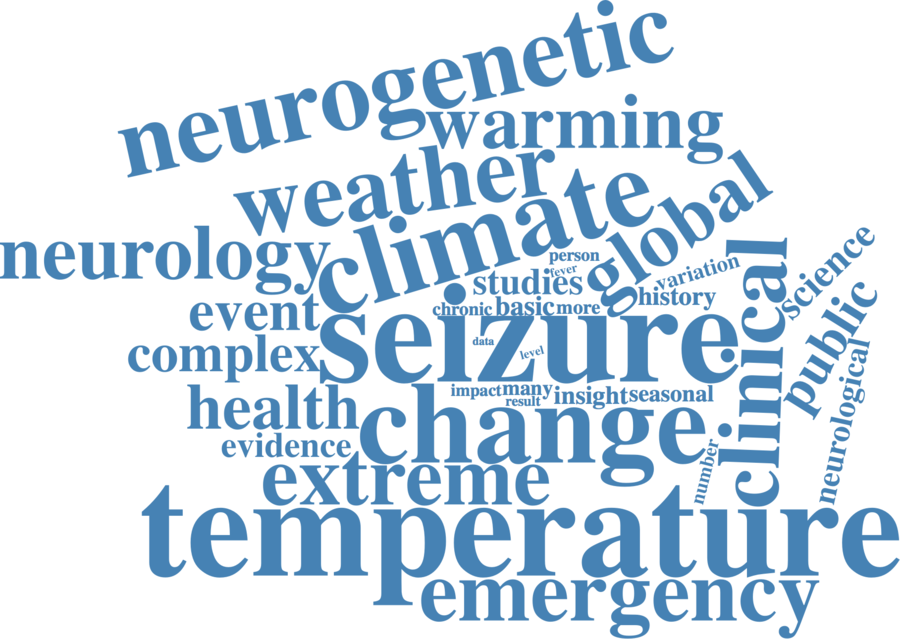 neurogenetic
warming
weather
climate
global
neurology
person
fever
studies
variation
science
history
event
chronic
basic
more
seizure
clinical
public
complex
data
level
neurological
health
impact
many
result
insight
seasonal
change
evidence
number
extreme
temperature
emergency